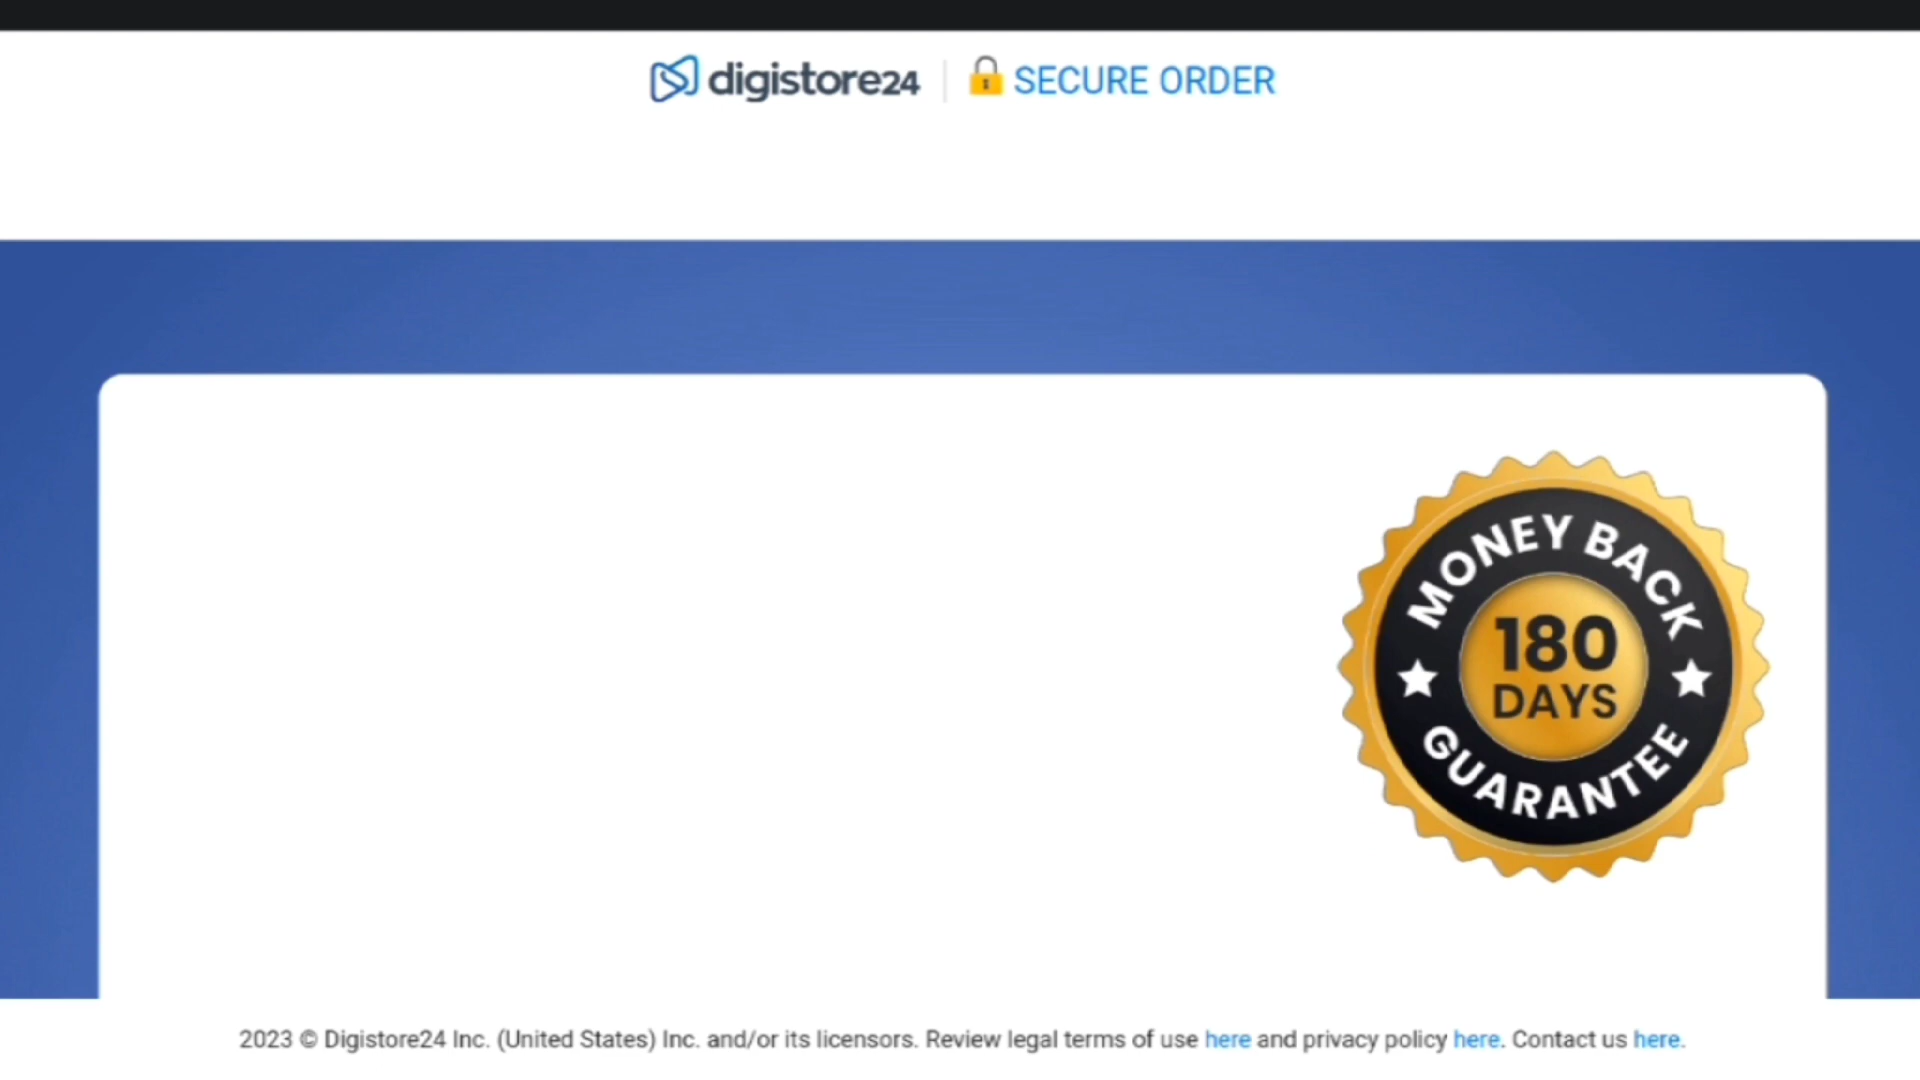 digistore24
SECURE ORDER
MONEY BACK
180
DAYS
GUARANTEE
2023 © Digistore24 Inc. (United States) Inc. and/or its licensors. Review legal terms of use here and privacy policy here. Contact us here.